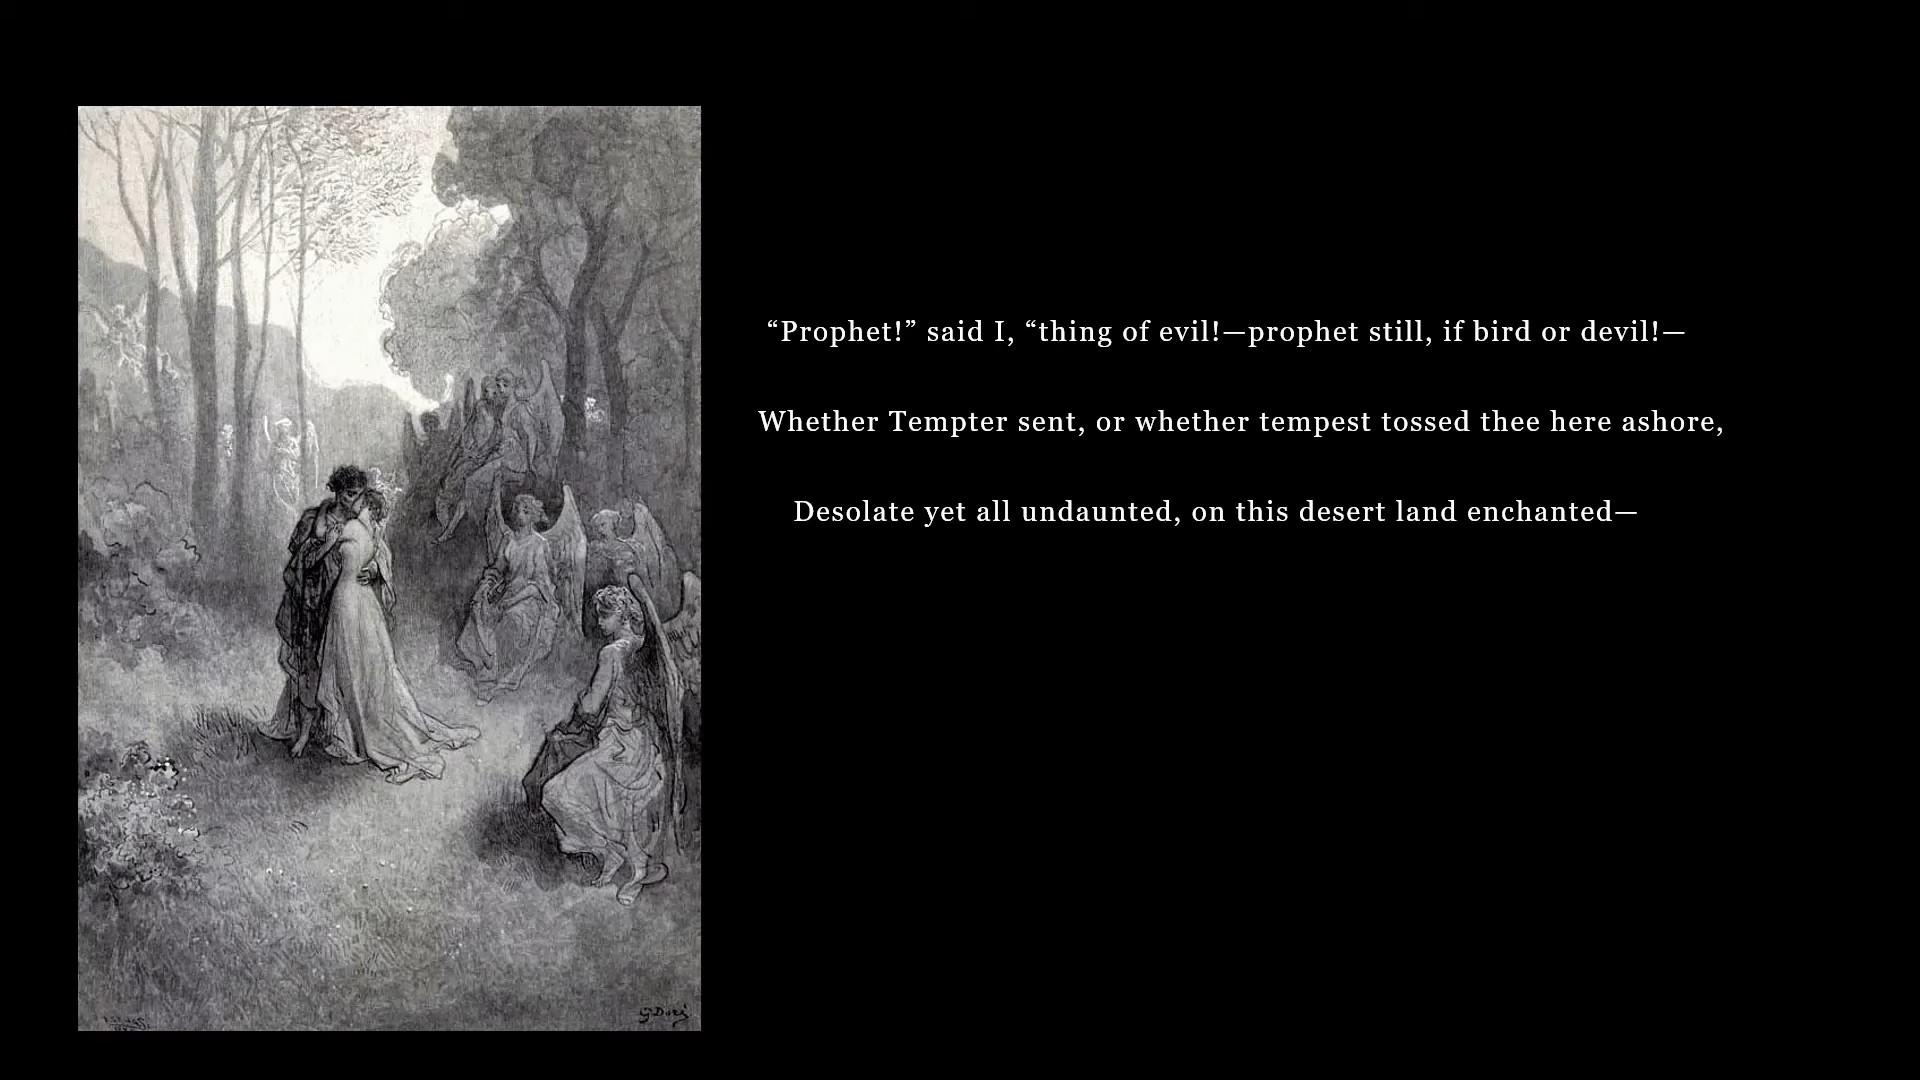 “Prophet!” said I, “thing of evil!—prophet still, if bird or devil!—
Whether Tempter sent, or whether tempest tossed thee here ashore,
Desolate yet all undaunted, on this desert land enchanted—
G Doré